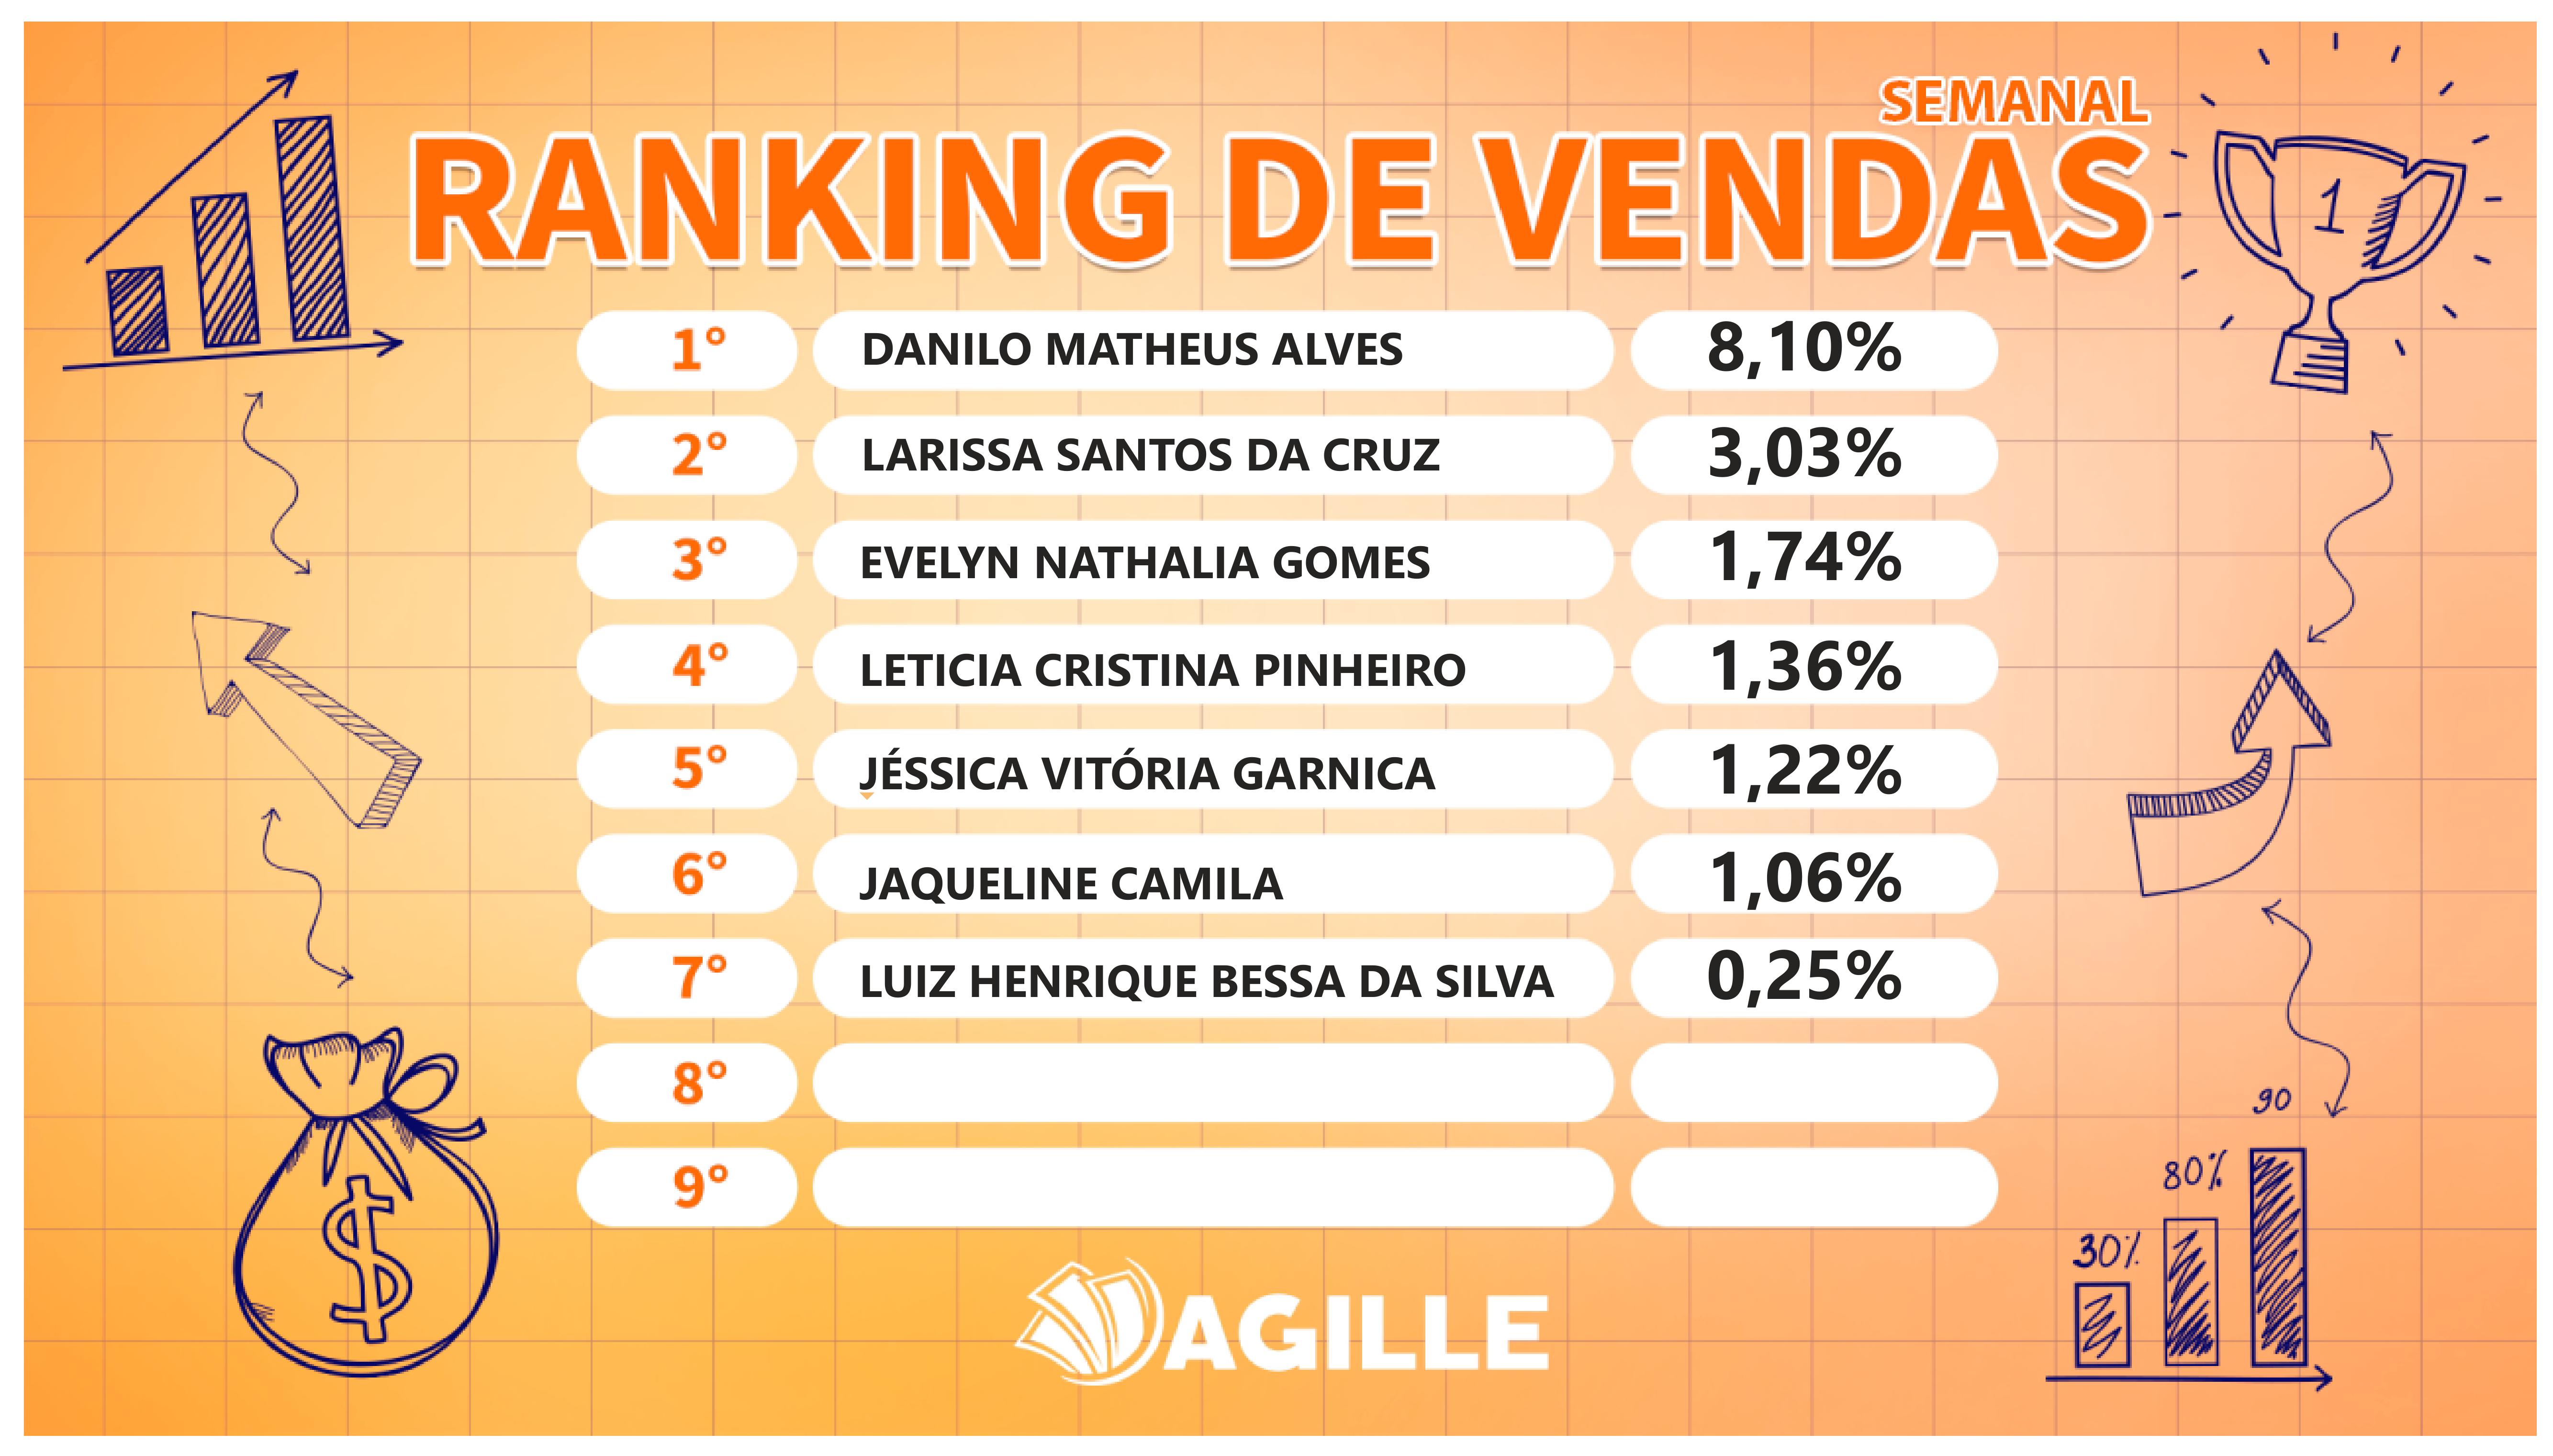 SEMANAL
RANKING DE VENDAS
1
1° DANILO MATHEUS ALVES 8,10%
2° LARISSA SANTOS DA CRUZ 3,03%
3° EVELYN NATHALIA GOMES 1,74%
4° LETICIA CRISTINA PINHEIRO 1,36%
5° JÉSSICA VITÓRIA GARNICA 1,22%
6° JAQUELINE CAMILA 1,06%
7° LUIZ HENRIQUE BESSA DA SILVA 0,25%
8°
9°
$
30%
80%
90
AGILLE